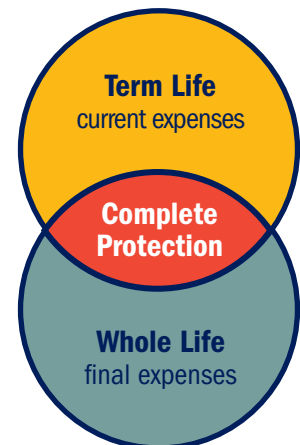 Term Life
current expenses
Complete
Protection
Whole Life
final expenses